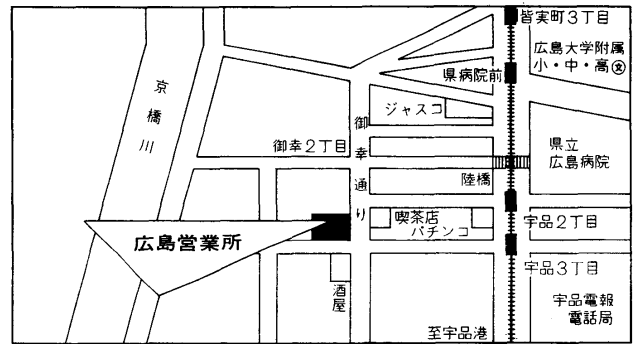 皆実町3丁目
広島大学附属
小・中・高㊫
県病院前
ジャスコ
京橋川
御幸通り
御幸2丁目
県立
広島病院
陸橋
喫茶店
パチンコ
宇品2丁目
広島営業所
宇品3丁目
酒屋
宇品電報
電話局
至宇品港